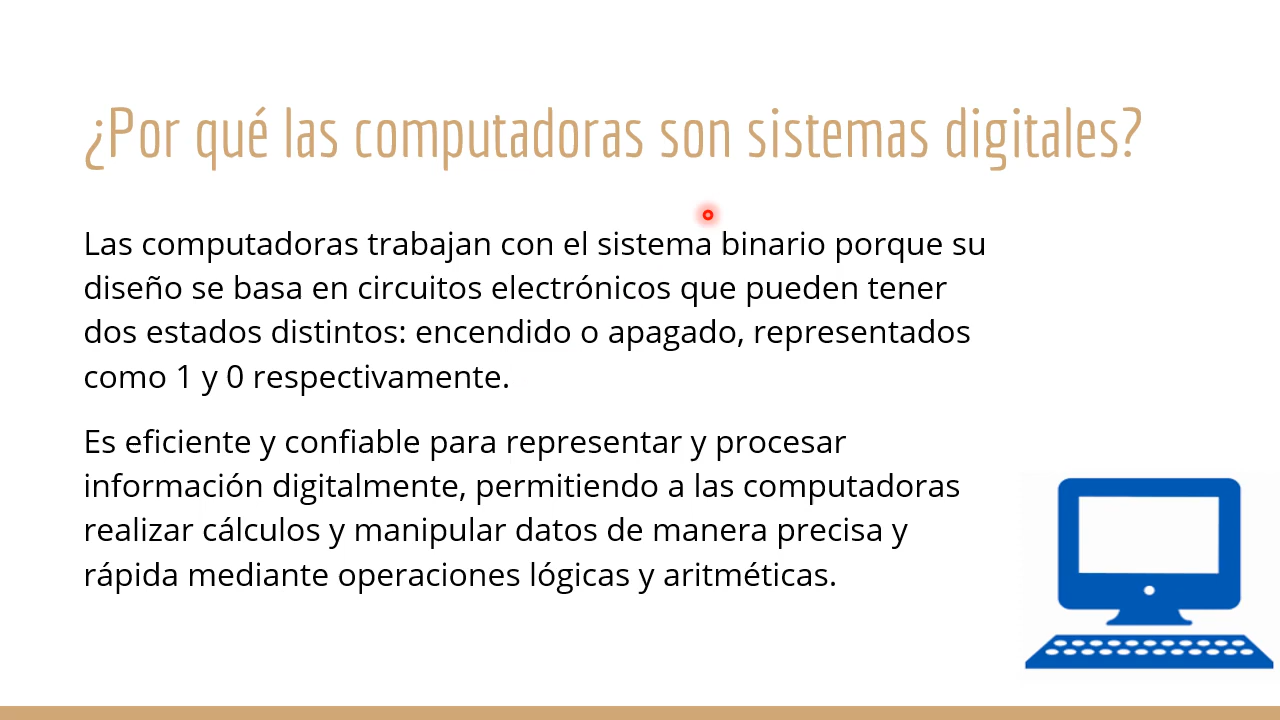 ¿Por qué las computadoras son sistemas digitales?
Las computadoras trabajan con el sistema binario porque su
diseño se basa en circuitos electrónicos que pueden tener
dos estados distintos: encendido o apagado, representados
como 1 y 0 respectivamente.
Es eficiente y confiable para representar y procesar
información digitalmente, permitiendo a las computadoras
realizar cálculos y manipular datos de manera precisa y
rápida mediante operaciones lógicas y aritméticas.